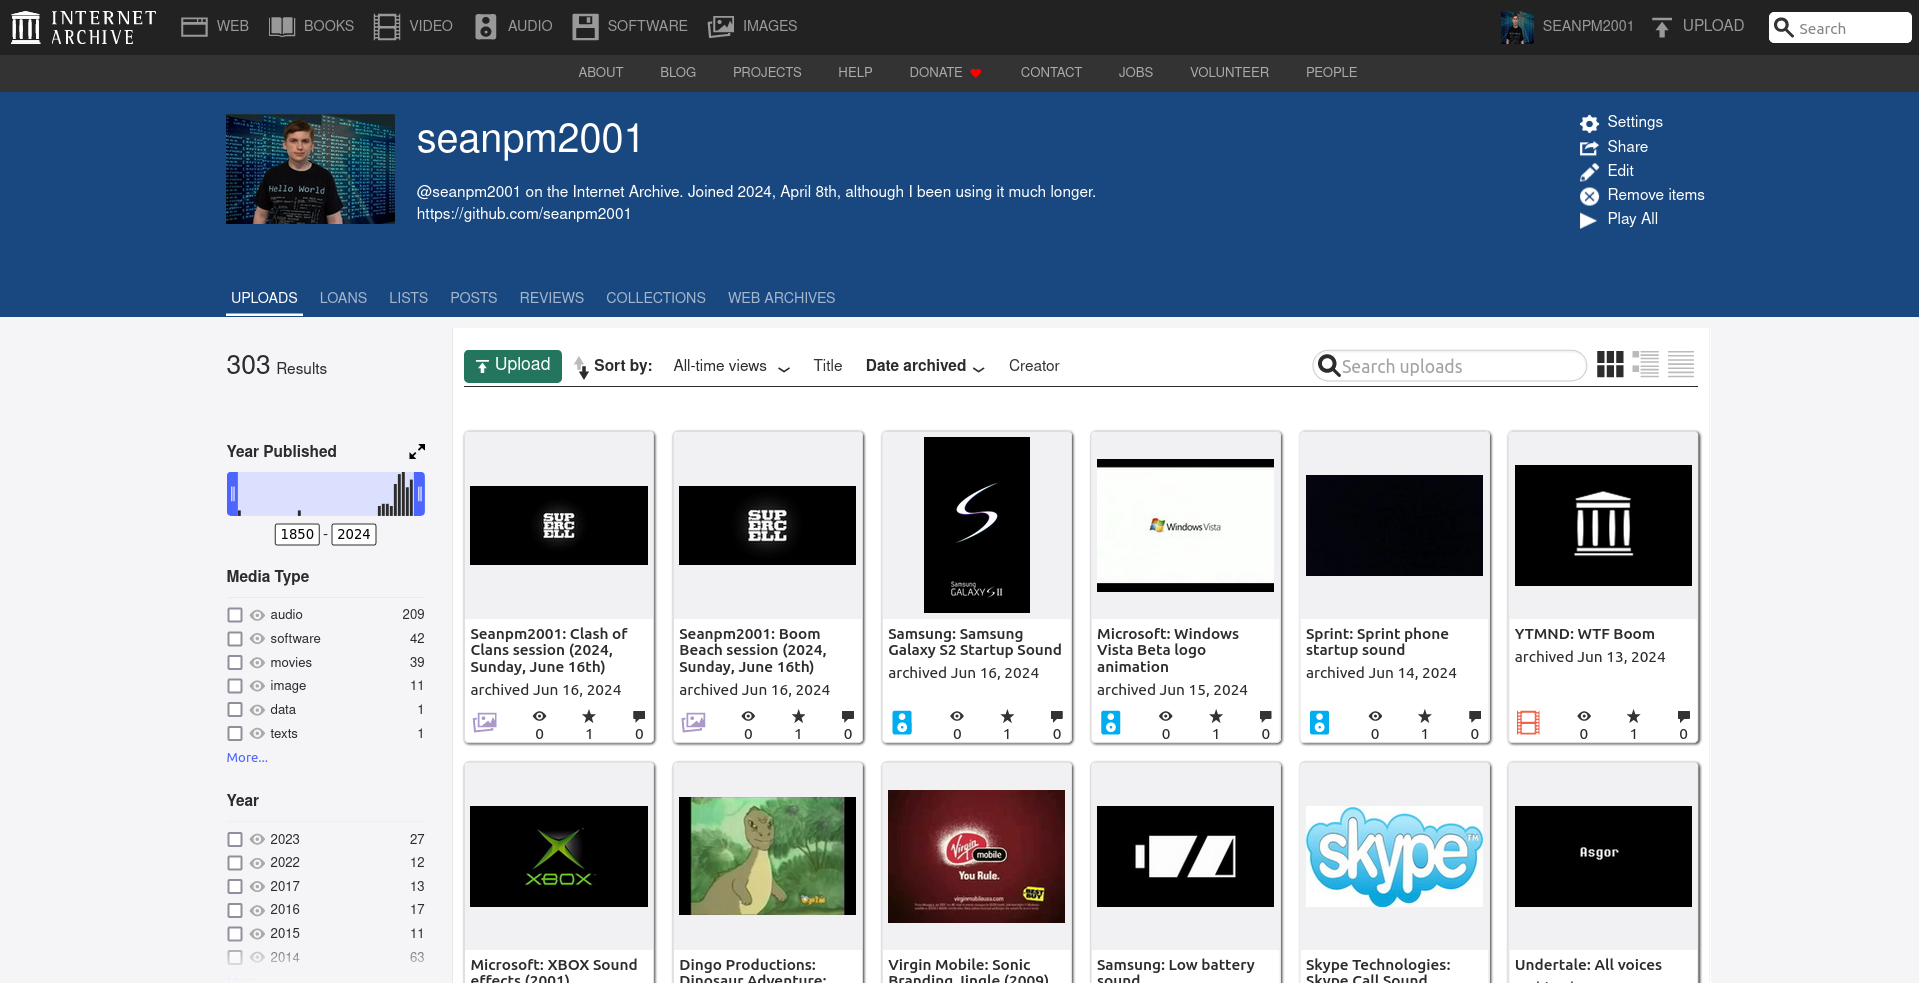 INTERNET ARCHIVE
WEB BOOKS VIDEO AUDIO SOFTWARE IMAGES
SEANPM2001 UPLOAD Search
ABOUT BLOG PROJECTS HELP DONATE CONTACT JOBS VOLUNTEER PEOPLE
Hello World
seanpm2001
@seanpm2001 on the Internet Archive. Joined 2024, April 8th, although I been using it much longer.
https://github.com/seanpm2001
Settings
Share
Edit
Remove items
Play All
UPLOADS LOANS LISTS POSTS REVIEWS COLLECTIONS WEB ARCHIVES
303 Results
Year Published
1850 - 2024
Media Type
audio 209
software 42
movies 39
image 11
data 1
texts 1
More...
Year
2023 27
2022 12
2017 13
2016 17
2015 11
2014 63
Upload Sort by: All-time views Title Date archived Creator
Search uploads
SUPERCELL
Seanpm2001: Clash of
Clans session (2024,
Sunday, June 16th)
archived Jun 16, 2024
0 1 0
SUPERCELL
Seanpm2001: Boom
Beach session (2024,
Sunday, June 16th)
archived Jun 16, 2024
0 1 0
Samsung
GALAXY S II
Samsung: Samsung
Galaxy S2 Startup Sound
archived Jun 16, 2024
0 1 0
Windows Vista
Microsoft: Windows
Vista Beta logo
animation
archived Jun 15, 2024
0 1 0
Sprint: Sprint phone
startup sound
archived Jun 14, 2024
0 1 0
YTMND: WTF Boom
archived Jun 13, 2024
0 1 0
XBOX
Microsoft: XBOX Sound
effects (2001)
Dingo Productions:
Dinosaur Adventure:
Virgin mobile
You Rule.
virginmobileusa.com
BEST BUY
Virgin Mobile: Sonic
Branding Jingle (2009)
Samsung: Low battery
sound
skype TM
Skype Technologies:
Skype Call Sound
Asgor
Undertale: All voices